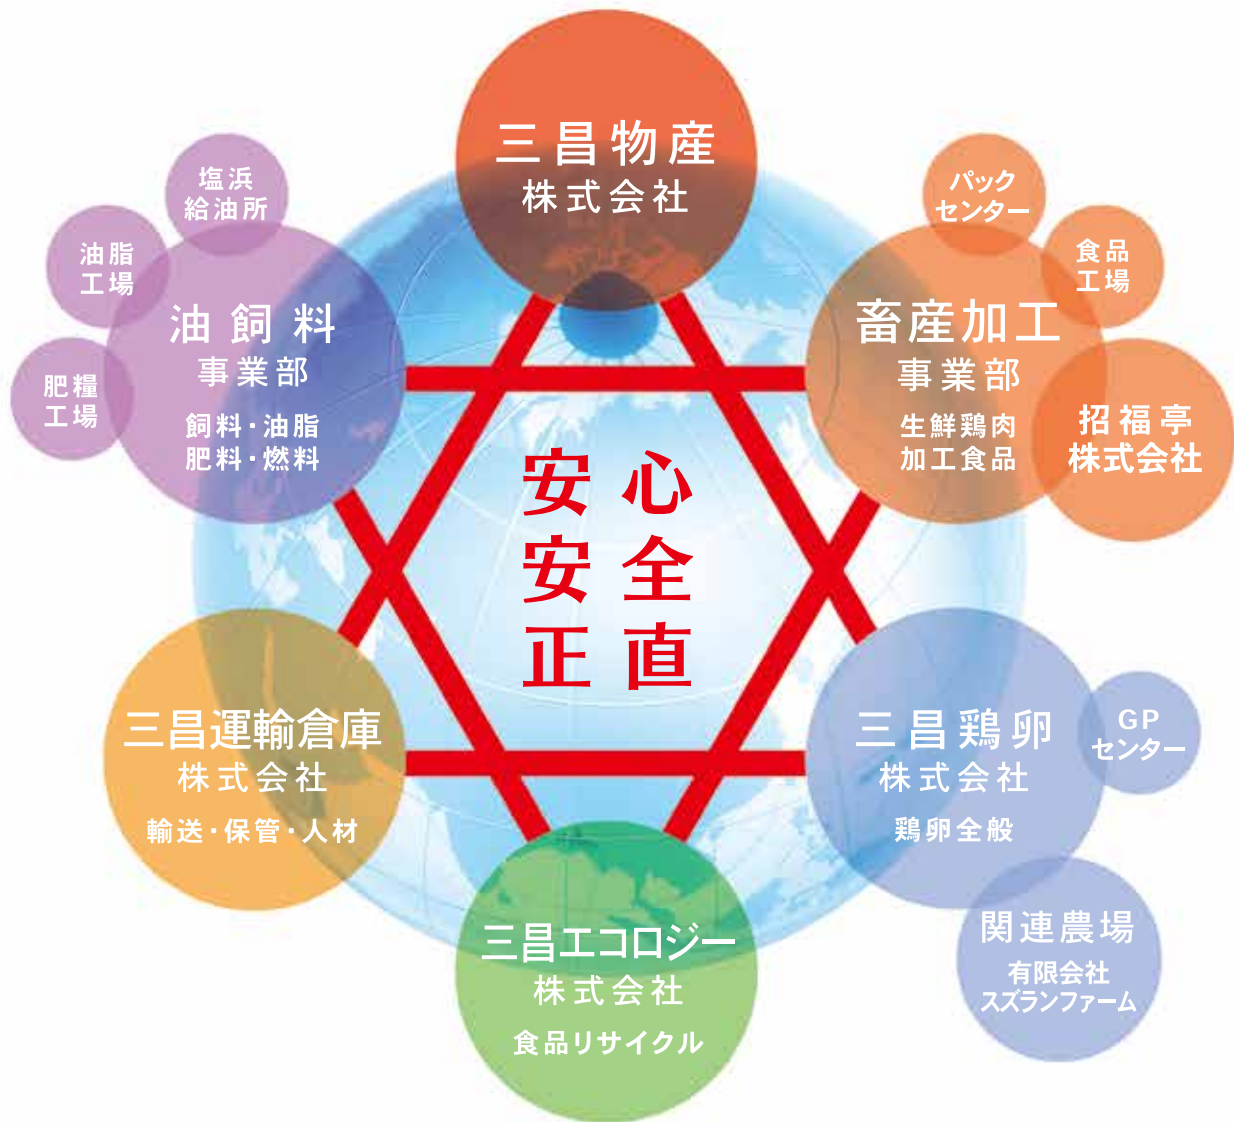 三昌物産
株式会社
塩浜
給油所
油脂
工場
肥糧
工場
油飼料
事業部
飼料・油脂
肥料・燃料
パック
センター
食品
工場
畜産加工
事業部
生鮮鶏肉
加工食品
招福亭
株式会社
安心
安全
正直
三昌運輸倉庫
株式会社
輸送・保管・人材
三昌鶏卵
株式会社
鶏卵全般
GP
センター
関連農場
有限会社
スズランファーム
三昌エコロジー
株式会社
食品リサイクル